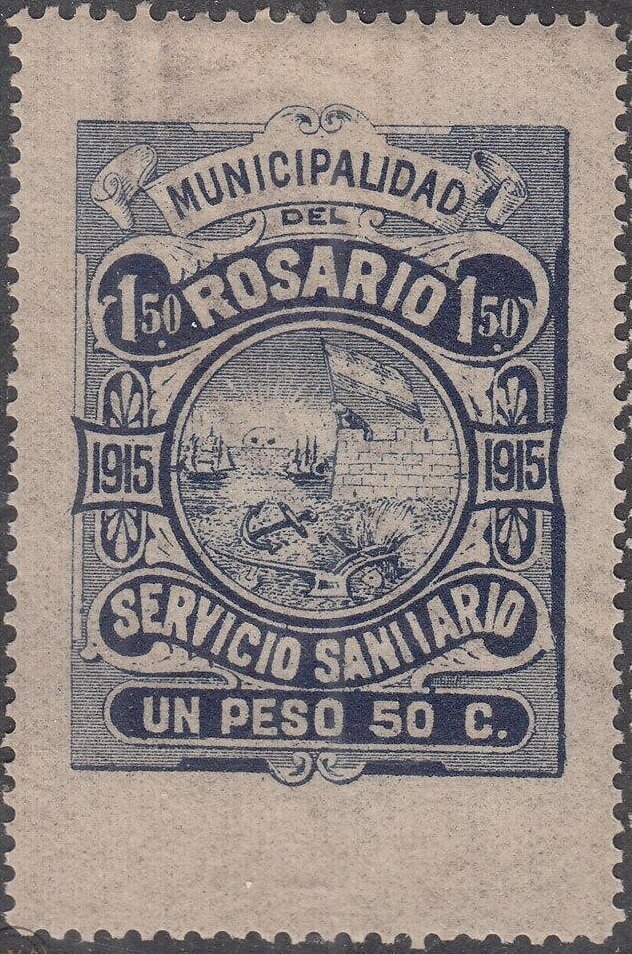 MUNICIPALIDAD
DEL
1.50 ROSARIO 1.50
1915 1915
SERVICIO SANITARIO
UN PESO 50 C.